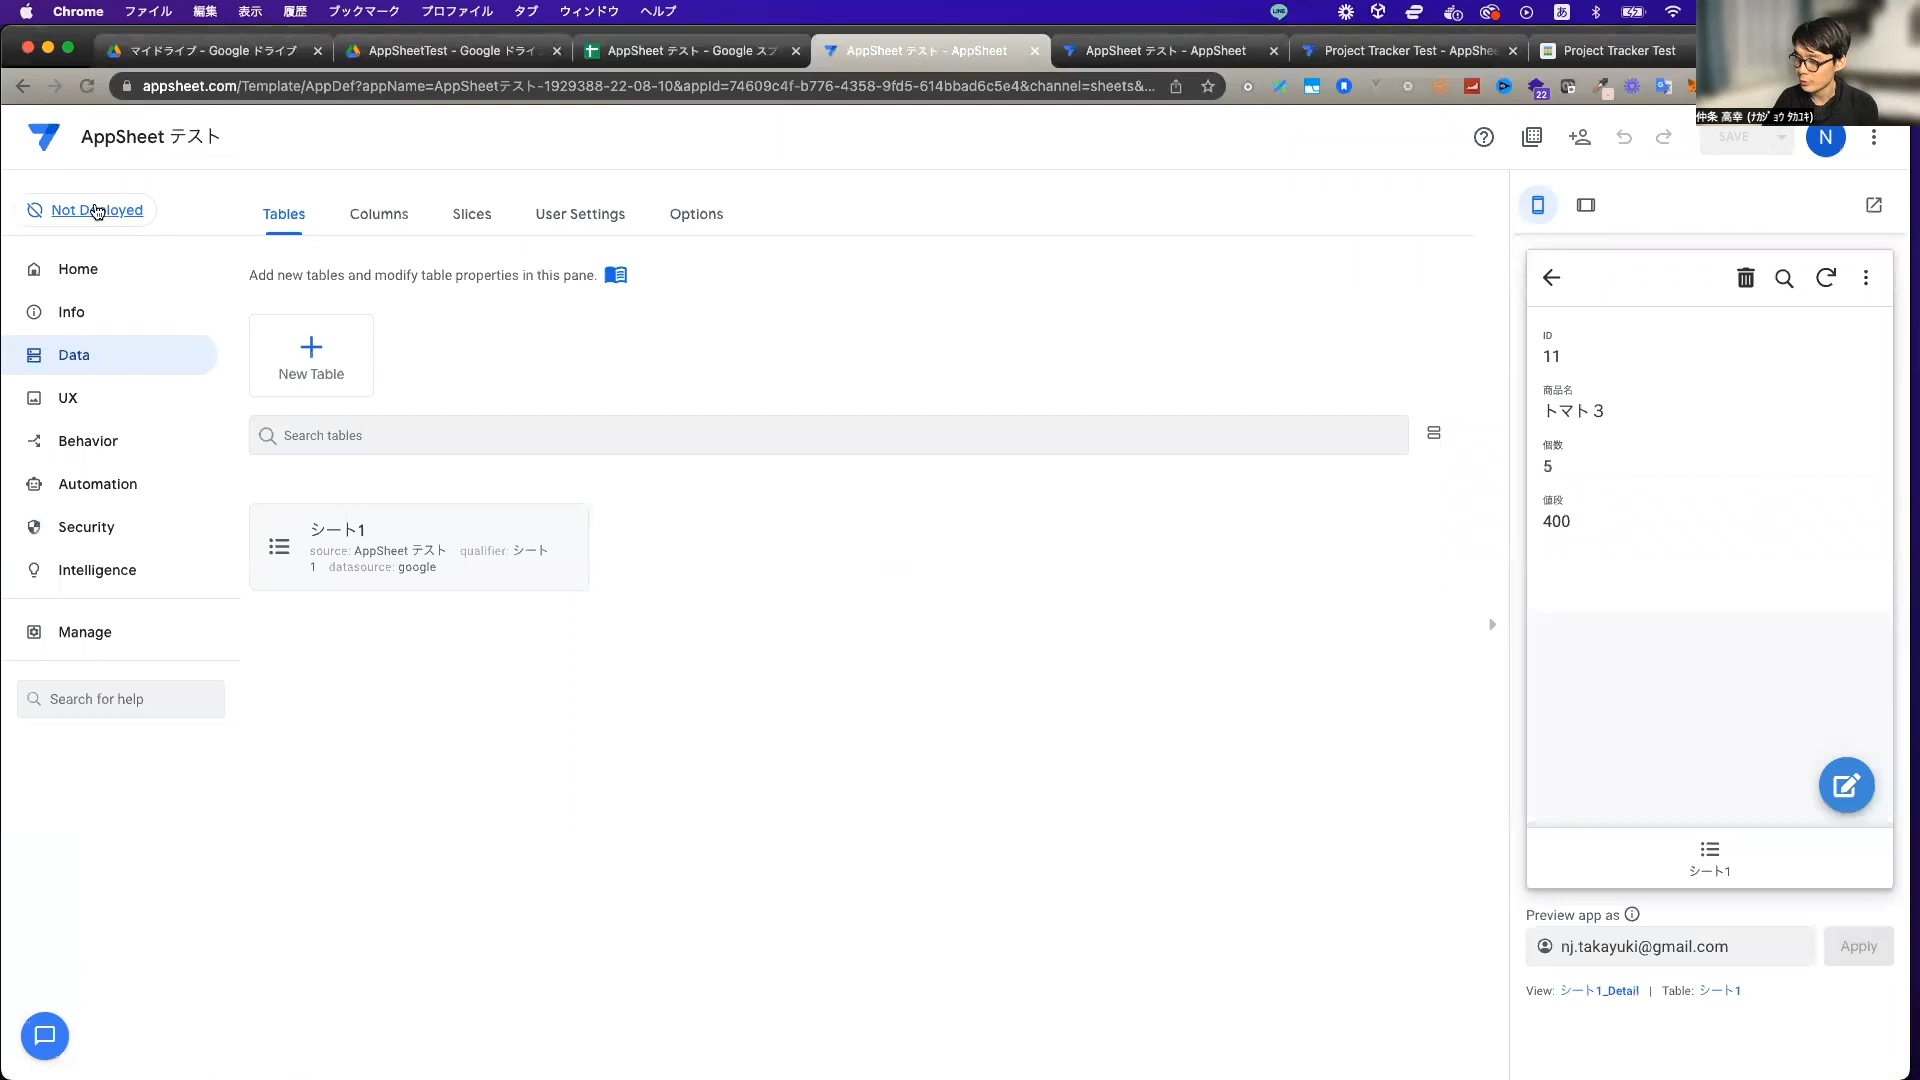 Chrome ファイル 編集 表示 履歴 ブックマーク プロファイル タブ ウィンドウ ヘルプ
LINE あ
マイドライブ - Google ドライブ
AppSheetTest - Google ドライ
AppSheet テスト - Google スプ
AppSheet テスト - AppSheet
AppSheet テスト - AppSheet
Project Tracker Test - AppShe
Project Tracker Test
appsheet.com/Template/AppDef?appName=AppSheetテスト-1929388-22-08-10&appId=74609c4f-b776-4358-9fd5-614bbad6c5e4&channel=sheets&...
22
仲条 高幸 (ﾅｶｼﾞｮｳ ﾀｶﾕｷ)
AppSheet テスト
SAVE
N
Not Deployed
Tables Columns Slices User Settings Options
Home
Info
Data
UX
Behavior
Automation
Security
Intelligence
Manage
Search for help
Add new tables and modify table properties in this pane.
New Table
Search tables
シート1
source: AppSheet テスト qualifier: シート
1 datasource: google
ID
11
商品名
トマト３
個数
5
値段
400
シート1
Preview app as
nj.takayuki@gmail.com
Apply
View: シート1_Detail | Table: シート1